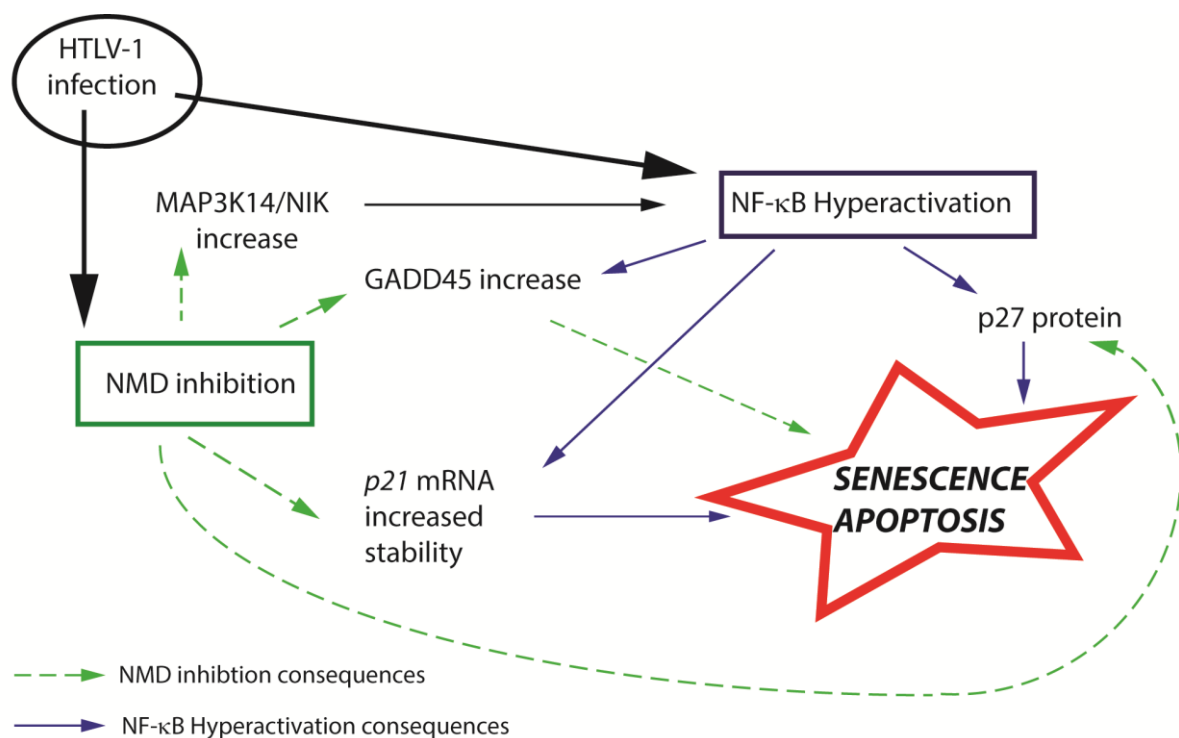 HTLV-1
infection
MAP3K14/NIK
increase
NF-κB Hyperactivation
GADD45 increase
p27 protein
NMD inhibition
p21 mRNA
increased
stability
SENESCENCE
APOPTOSIS
NMD inhibtion consequences
NF-κB Hyperactivation consequences